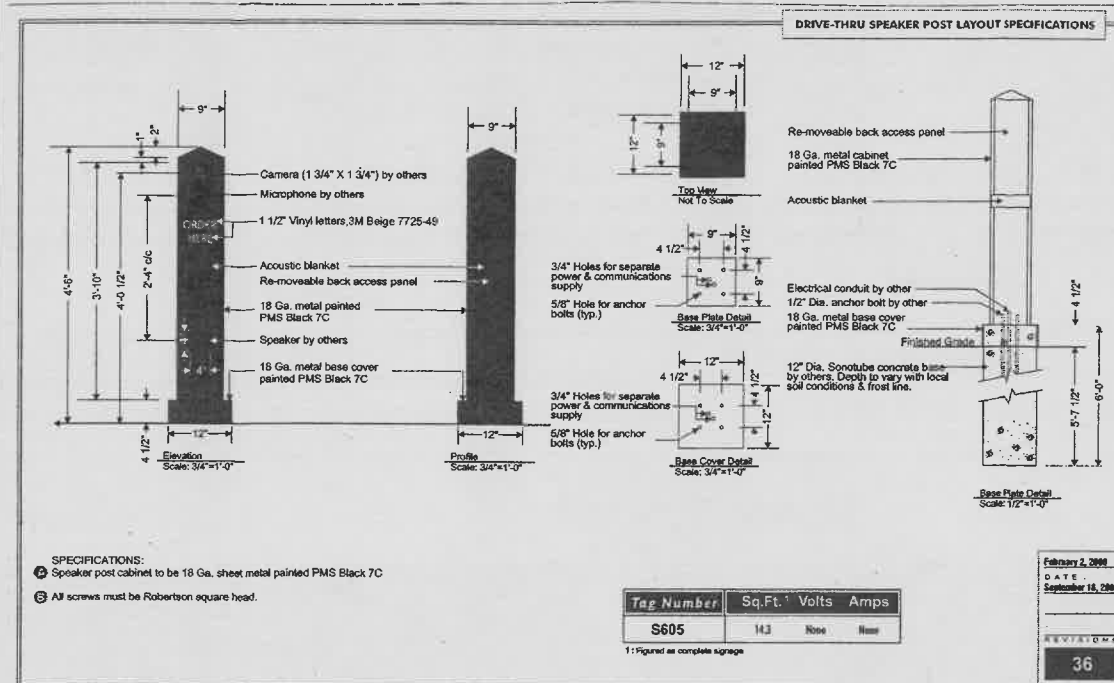 DRIVE-THRU SPEAKER POST LAYOUT SPECIFICATIONS
9"
1"
2"
4'-6"
3'-10"
4'-0 1/2"
2'-4" c/c
ORDER
HERE
4"
4 1/2"
12"
Elevation
Scale: 3/4"=1'-0"
Camera (1 3/4" X 1 3/4") by others
Microphone by others
1 1/2" Vinyl letters,3M Beige 7725-49
Acoustic blanket
Re-moveable back access panel
18 Ga. metal painted
PMS Black 7C
Speaker by others
18 Ga. metal base cover
painted PMS Black 7C
9"
12"
Profile
Scale: 3/4"=1'-0"
12"
9"
12"
9"
Top View
Not To Scale
9"
4 1/2"
4 1/2"
9"
3/4" Holes for separate
power & communications
supply
5/8" Hole for anchor
bolts (typ.)
Base Plate Detail
Scale: 3/4"=1'-0"
12"
4 1/2"
4 1/2"
12"
3/4" Holes for separate
power & communications
supply
5/8" Hole for anchor
bolts (typ.)
Base Cover Detail
Scale: 3/4"=1'-0"
Re-moveable back access panel
18 Ga. metal cabinet
painted PMS Black 7C
Acoustic blanket
Electrical conduit by other
1/2" Dia. anchor bolt by other
18 Ga. metal base cover
painted PMS Black 7C
Finished Grade
12" Dia. Sonotube concrete base
by others. Depth to vary with local
soil conditions & frost line.
4 1/2"
5'-7 1/2"
6'-0"
Base Plate Detail
Scale: 1/2"=1'-0"
SPECIFICATIONS:
A Speaker post cabinet to be 18 Ga. sheet metal painted PMS Black 7C
B All screws must be Robertson square head.
Tag Number Sq.Ft.¹ Volts Amps
S605 14.3 None None
1: Figured as complete signage
February 2, 2000
DATE
September 18, 200
REVISIONS
36